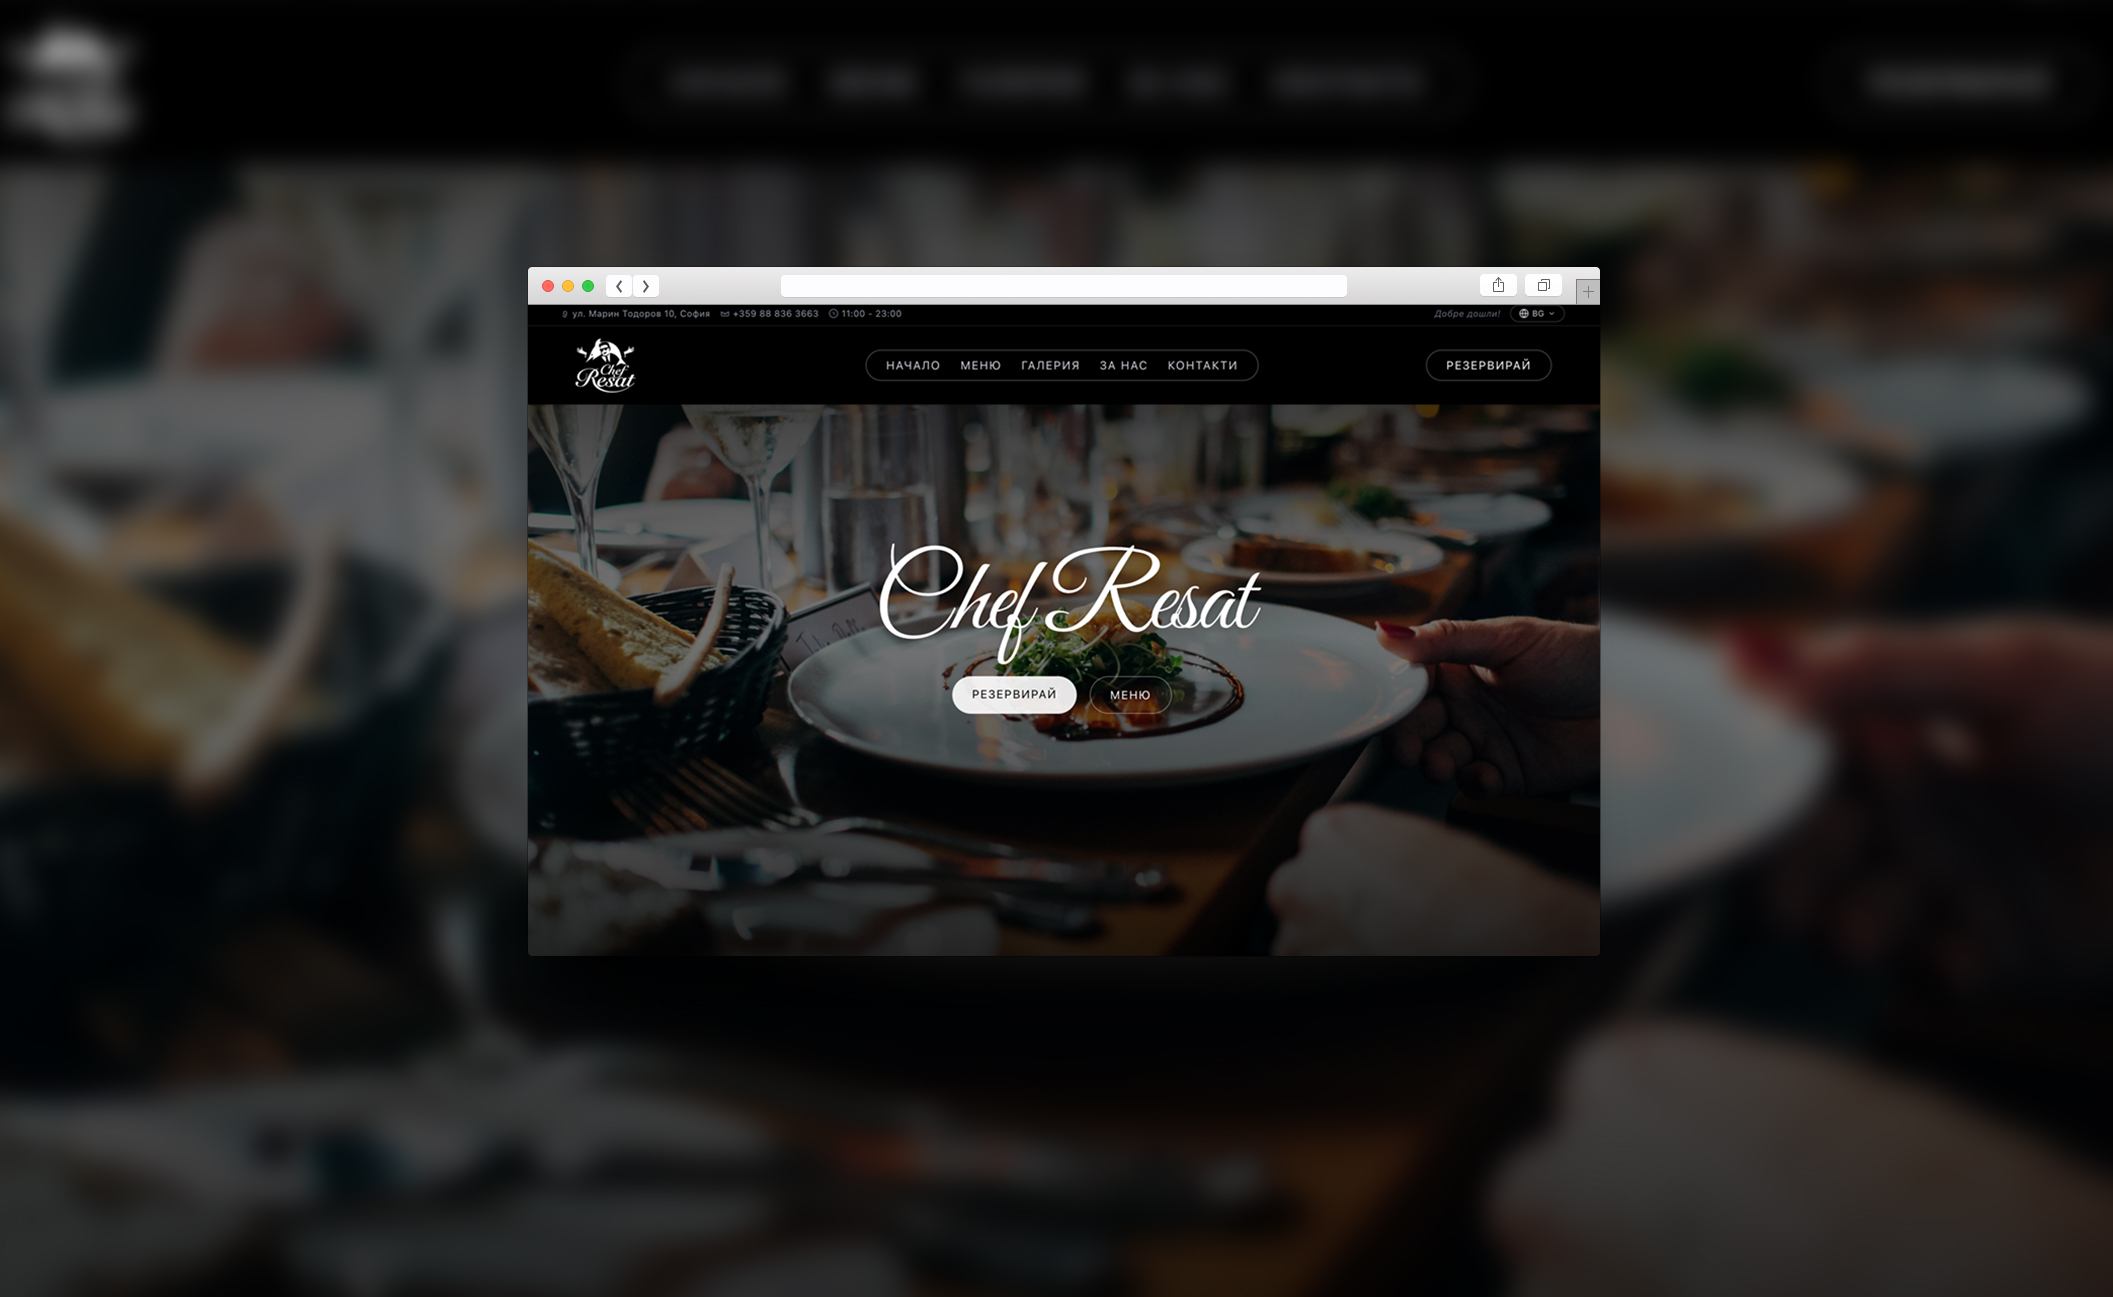 ул. Марин Тодоров 10, София +359 88 836 3663 11:00 - 23:00 Добре дошли! BG
Chef
Resat
НАЧАЛО МЕНЮ ГАЛЕРИЯ ЗА НАС КОНТАКТИ РЕЗЕРВИРАЙ
Chef Resat
РЕЗЕРВИРАЙ МЕНЮ